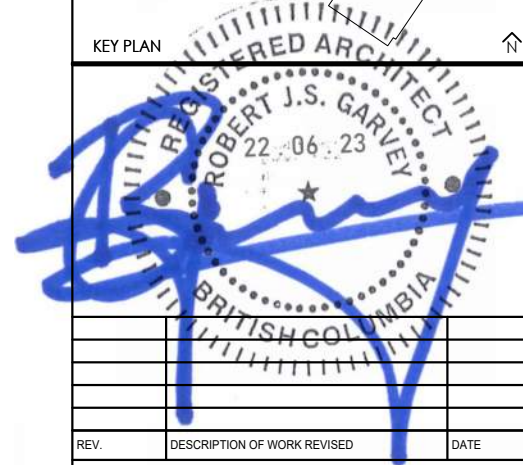 KEY PLAN
N
REGISTERED ARCHITECT
ROBERT J.S. GARVEY
22.06.23
BRITISH COLUMBIA
REV. DESCRIPTION OF WORK REVISED DATE